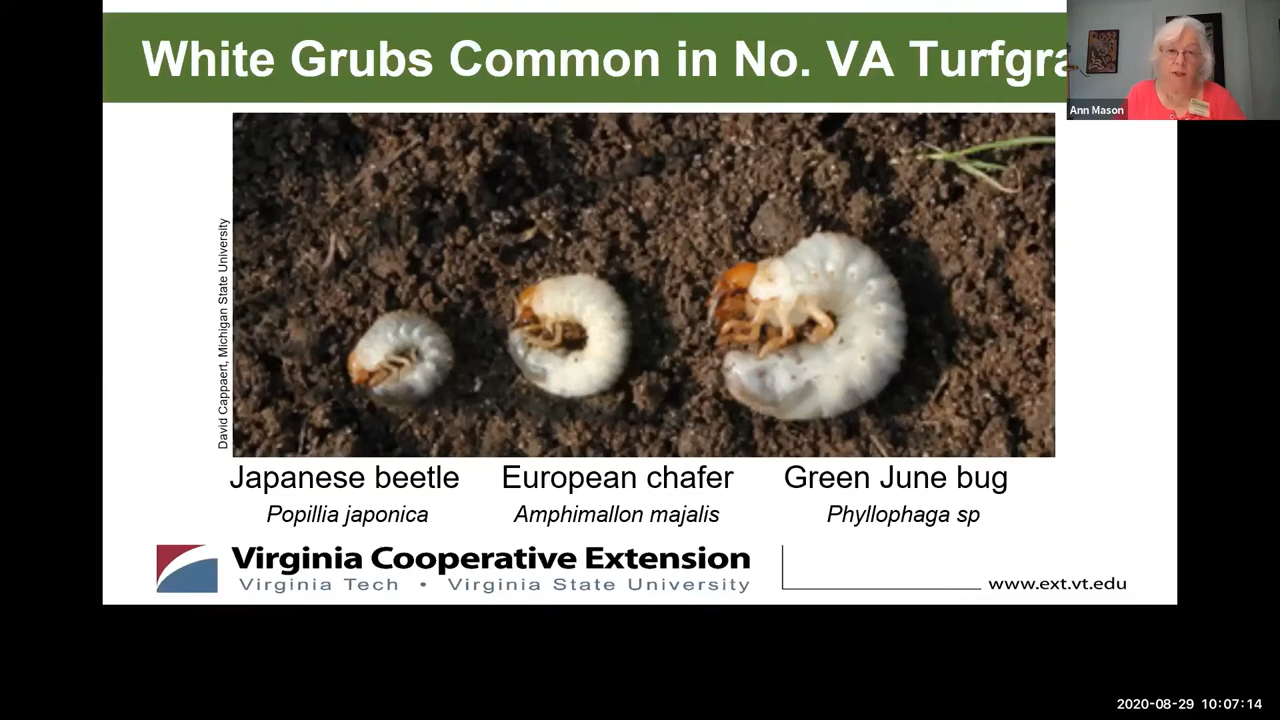 White Grubs Common in No. VA Turfgra
Ann Mason
David Cappaert, Michigan State University
Japanese beetle
European chafer
Green June bug
Popillia japonica
Amphimallon majalis
Phyllophaga sp
Virginia Cooperative Extension
Virginia Tech • Virginia State University
www.ext.vt.edu
2020-08-29 10:07:14